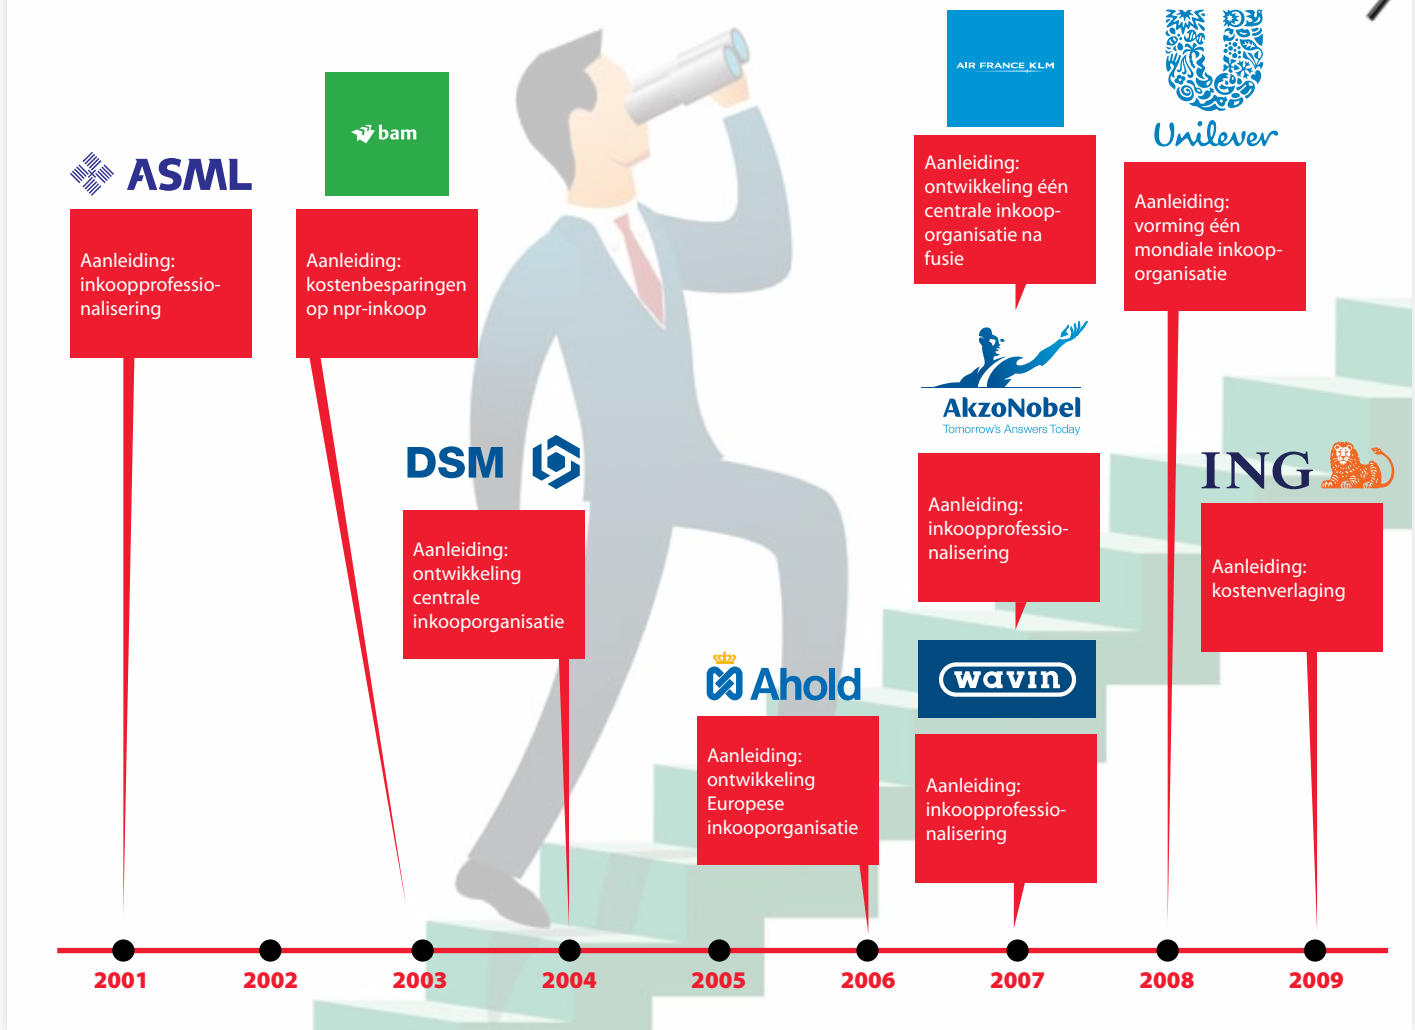 ASML
Aanleiding:
inkoopprofessio-
nalisering
bam
Aanleiding:
kostenbesparingen
op npr-inkoop
DSM
Aanleiding:
ontwikkeling
centrale
inkooporganisatie
Ahold
Aanleiding:
ontwikkeling
Europese
inkooporganisatie
AIR FRANCE KLM
Aanleiding:
ontwikkeling één
centrale inkoop-
organisatie na
fusie
AkzoNobel
Tomorrow's Answers Today
Aanleiding:
inkoopprofessio-
nalisering
wavin
Aanleiding:
inkoopprofessio-
nalisering
Unilever
Aanleiding:
vorming één
mondiale inkoop-
organisatie
ING
Aanleiding:
kostenverlaging
2001 2002 2003 2004 2005 2006 2007 2008 2009